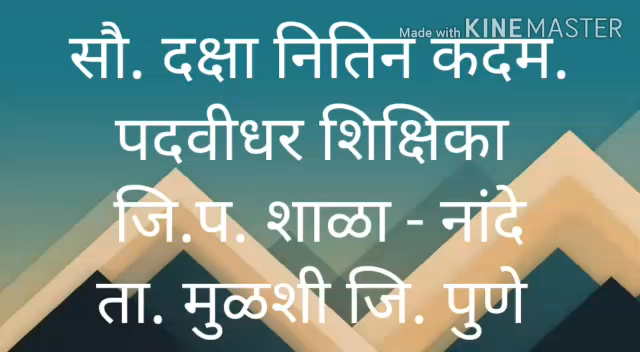 Made with KINEMASTER
सौ. दक्षा नितिन कदम.
पदवीधर शिक्षिका
जि.प. शाळा - नांदे
ता. मुळशी जि. पुणे